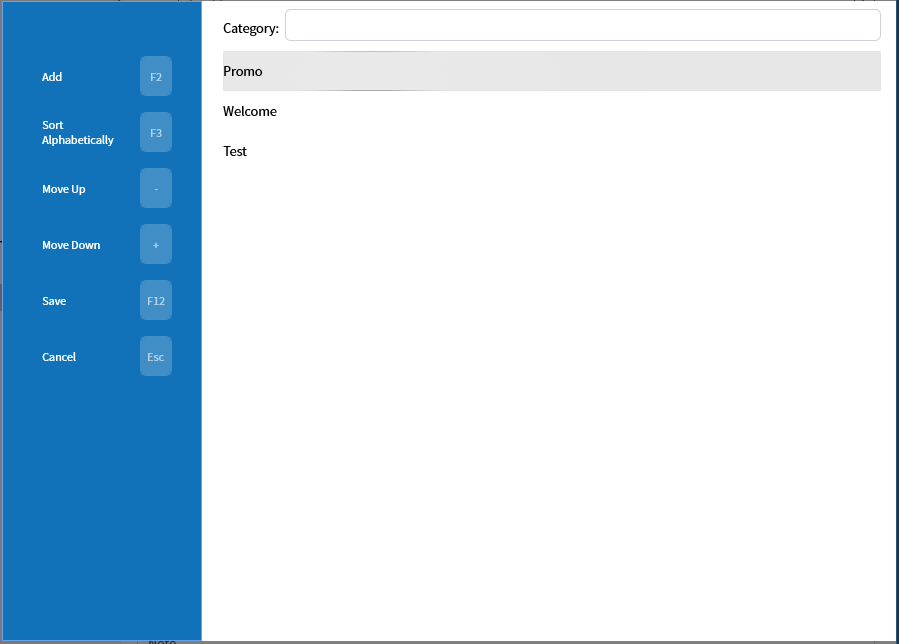 Add F2
Sort
Alphabetically F3
Move Up -
Move Down +
Save F12
Cancel Esc
Category:
Promo
Welcome
Test